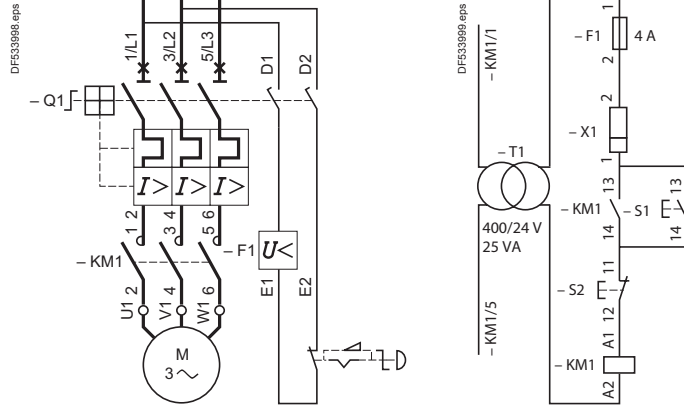 DF533998.eps
1/L1
3/L2
5/L3
D1
D2
– Q1
I>
I>
I>
2
4
6
1
3
5
– KM1
– F1
U<
2
4
6
U1
V1
W1
E1
E2
M
3~
DF533999.eps
– KM1/1
– T1
400/24 V
25 VA
– KM1/5
1
– F1
4 A
2
2
– X1
1
13
– KM1
14
– S1
13
14
11
– S2
12
A1
– KM1
A2